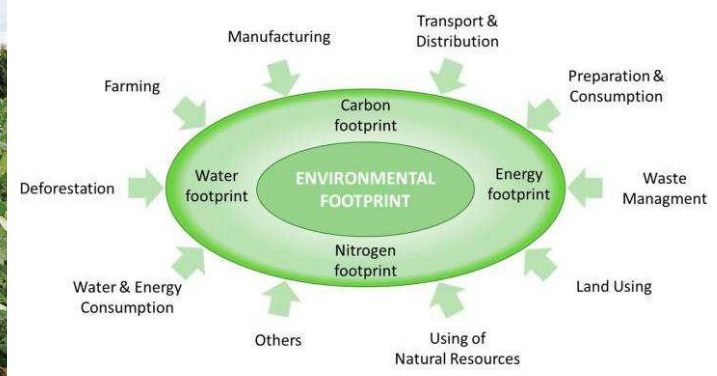 Transport &
Distribution
Manufacturing
Preparation &
Consumption
Farming
Carbon
footprint
Deforestation
Water
footprint
ENVIRONMENTAL
FOOTPRINT
Energy
footprint
Waste
Managment
Nitrogen
footprint
Water & Energy
Consumption
Land Using
Others
Using of
Natural Resources